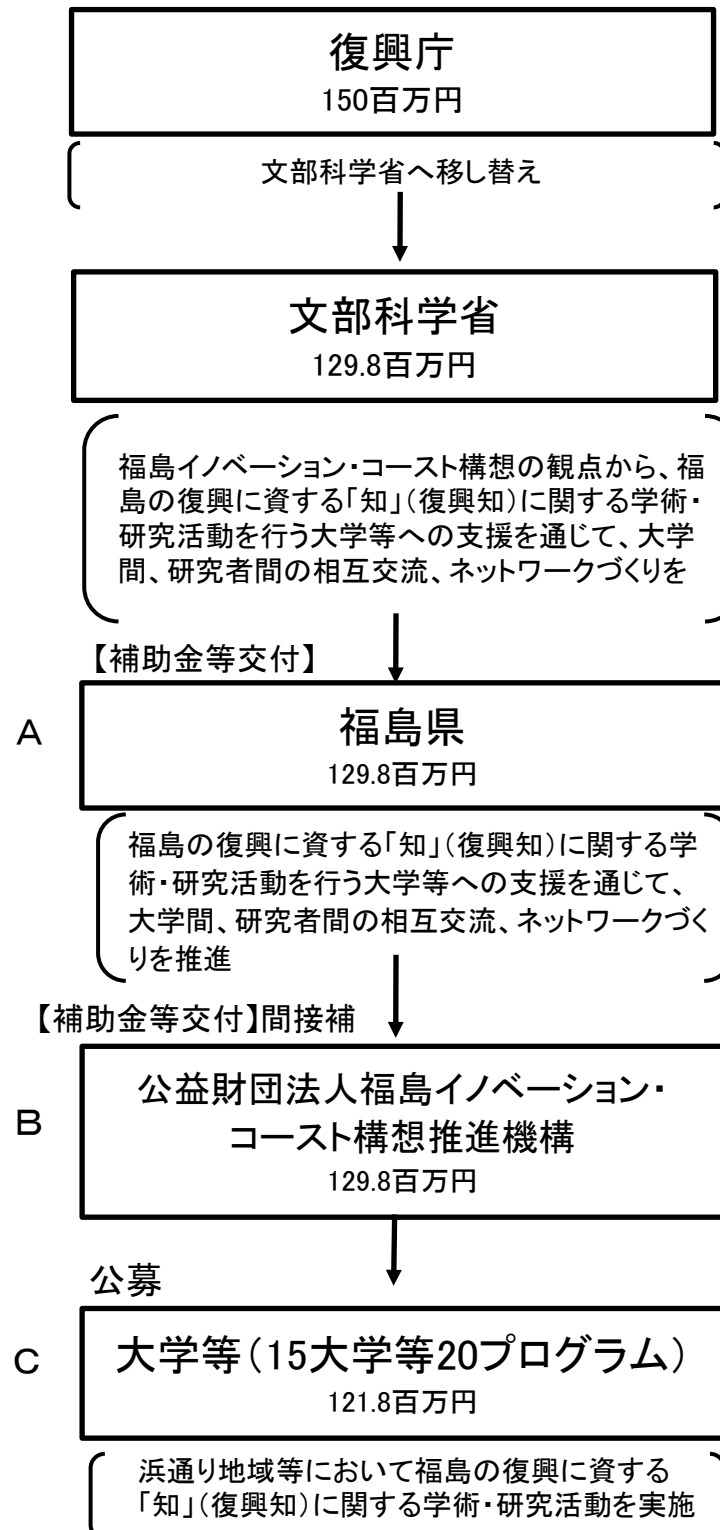 復興庁
150百万円
文部科学省へ移し替え
文部科学省
129.8百万円
福島イノベーション・コースト構想の観点から、福
島の復興に資する「知」（復興知）に関する学術・
研究活動を行う大学等への支援を通じて、大学
間、研究者間の相互交流、ネットワークづくりを
【補助金等交付】
A
福島県
129.8百万円
福島の復興に資する「知」（復興知）に関する学
術・研究活動を行う大学等への支援を通じて、
大学間、研究者間の相互交流、ネットワークづく
りを推進
【補助金等交付】間接補
B
公益財団法人福島イノベーション・
コースト構想推進機構
129.8百万円
公募
C
大学等（15大学等20プログラム）
121.8百万円
浜通り地域等において福島の復興に資する
「知」（復興知）に関する学術・研究活動を実施